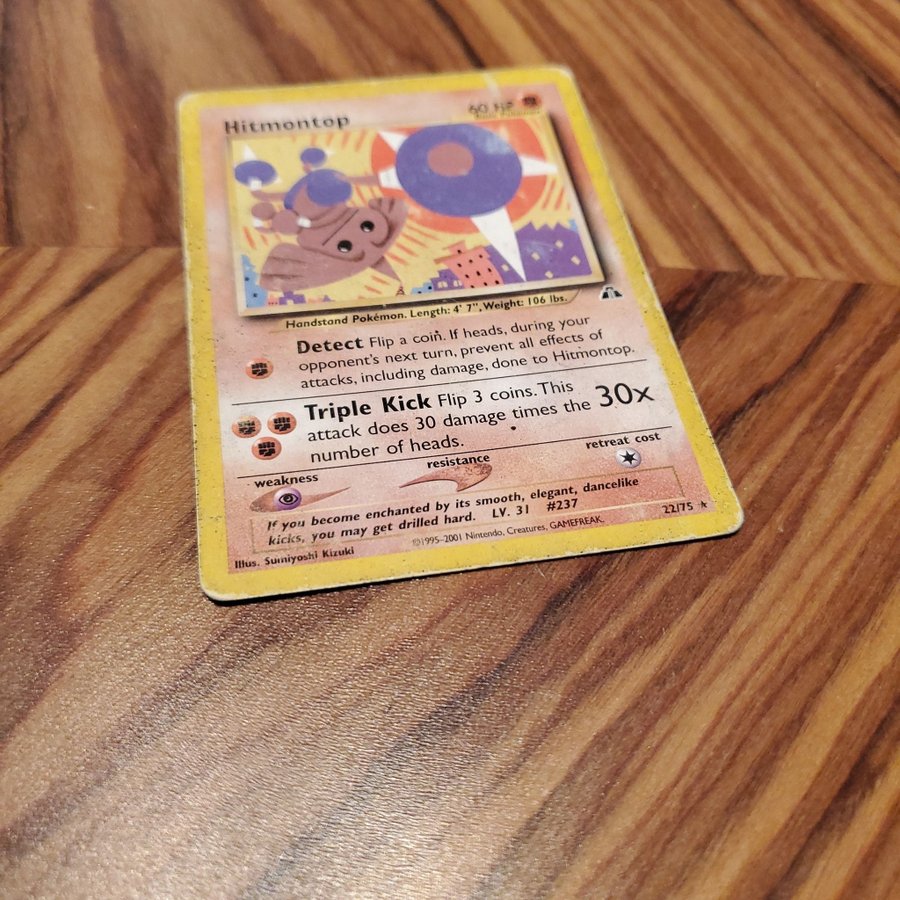 Hitmontop 60 HP
Baby Pokémon
Handstand Pokémon. Length: 4' 7", Weight: 106 lbs.
Detect Flip a coin. If heads, during your
opponent's next turn, prevent all effects of
attacks, including damage, done to Hitmontop.
Triple Kick Flip 3 coins. This 30x
attack does 30 damage times the
number of heads.
weakness resistance retreat cost
If you become enchanted by its smooth, elegant, dancelike
kicks, you may get drilled hard. LV. 31 #237
Illus. Sumiyoshi Kizuki ©1995-2001 Nintendo, Creatures, GAMEFREAK. 22/75 ★